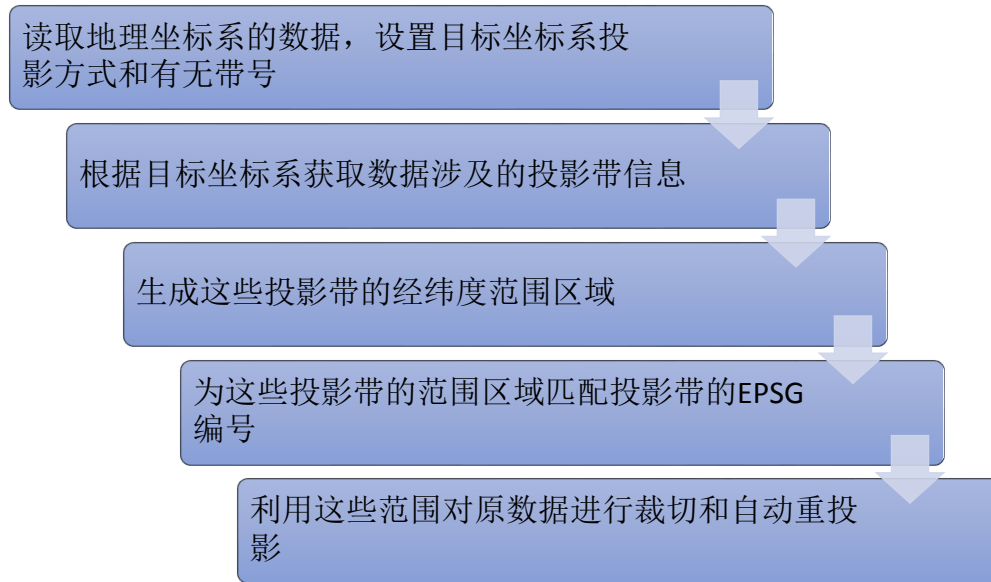 读取地理坐标系的数据，设置目标坐标系投
影方式和有无带号
根据目标坐标系获取数据涉及的投影带信息
生成这些投影带的经纬度范围区域
为这些投影带的范围区域匹配投影带的EPSG
编号
利用这些范围对原数据进行裁切和自动重投
影